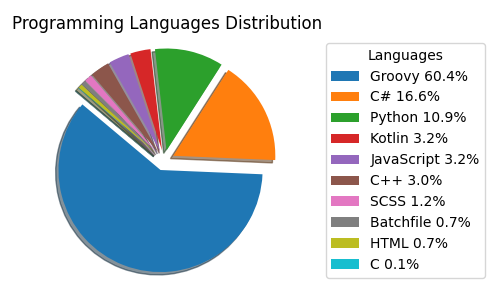 Programming Languages Distribution
Languages
Groovy 60.4%
C# 16.6%
Python 10.9%
Kotlin 3.2%
JavaScript 3.2%
C++ 3.0%
SCSS 1.2%
Batchfile 0.7%
HTML 0.7%
C 0.1%